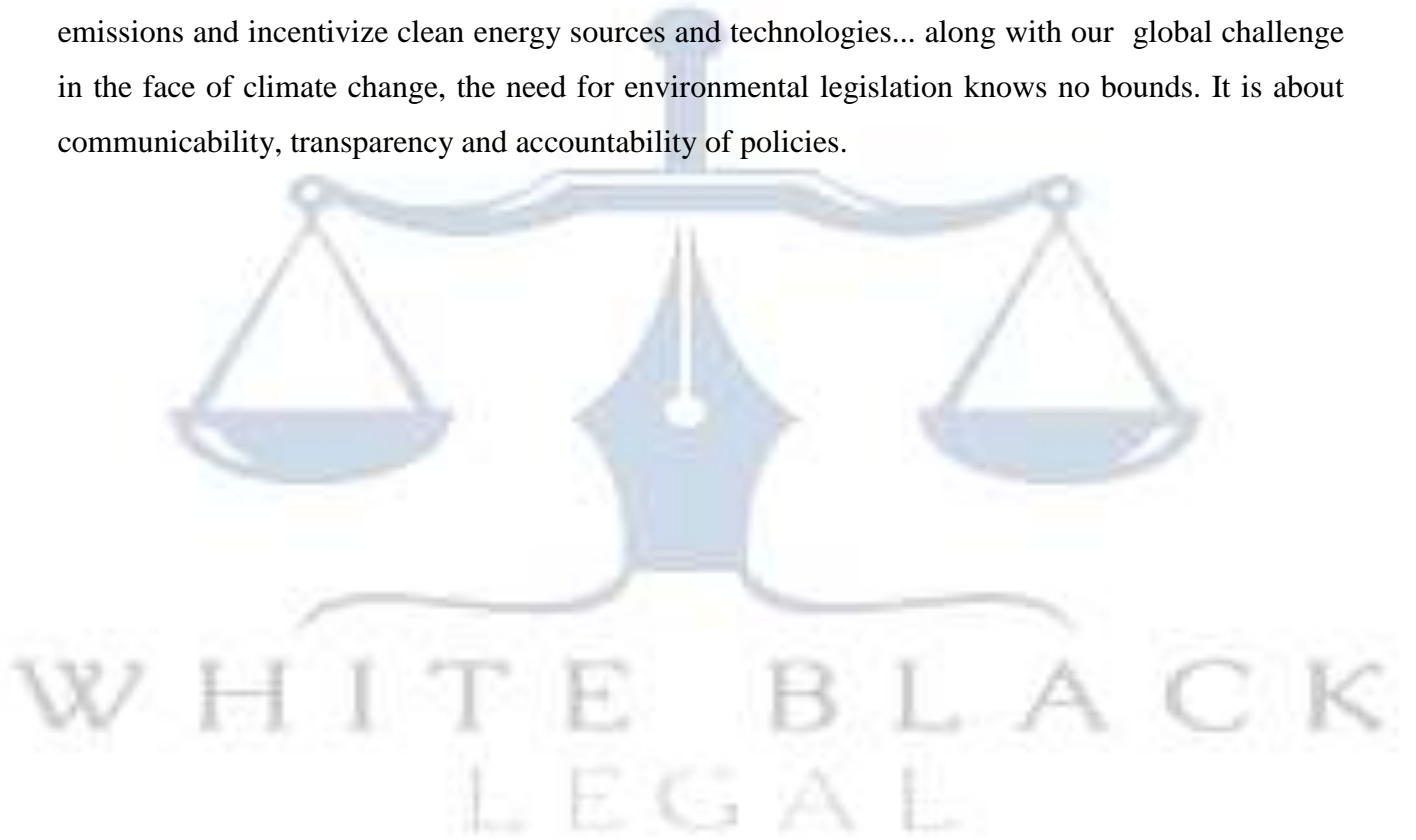 emissions and incentivize clean energy sources and technologies... along with our  global challenge
in the face of climate change, the need for environmental legislation knows no bounds. It is about
communicability, transparency and accountability of policies.
WHITE BLACK
LEGAL